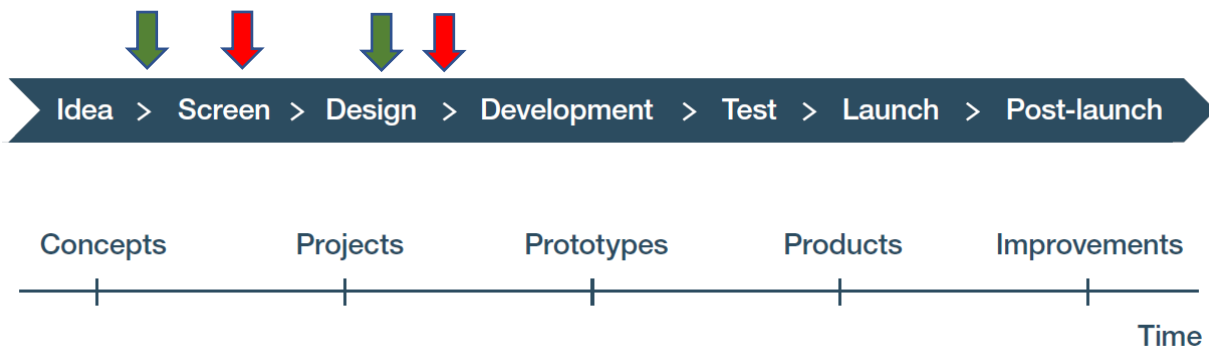 Idea > Screen > Design > Development > Test > Launch > Post-launch
Concepts Projects Prototypes Products Improvements
Time